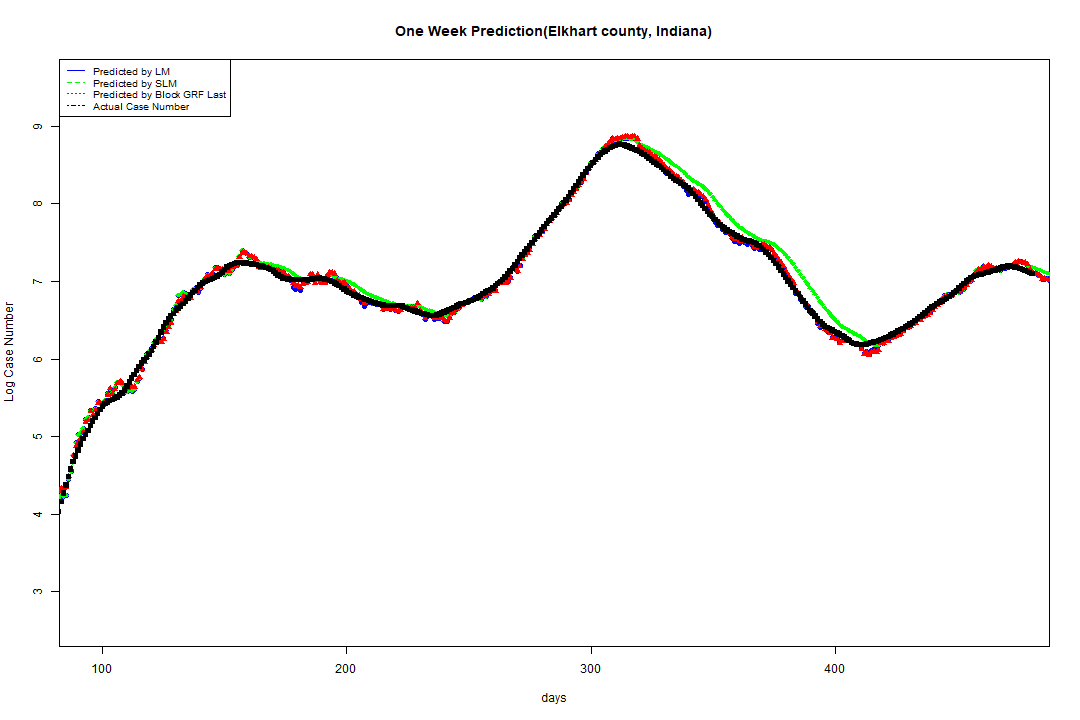 One Week Prediction(Elkhart county, Indiana)
Predicted by LM
Predicted by SLM
Predicted by Block GRF Last
Actual Case Number
Log Case Number
9
8
7
6
5
4
3
100 200 300 400
days